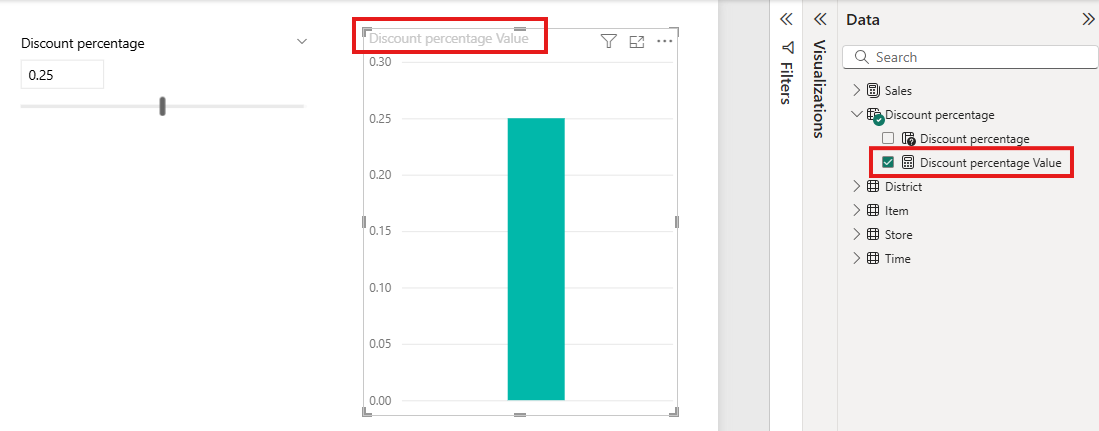 Discount percentage
0.25
Discount percentage Value
0.30
0.25
0.20
0.15
0.10
0.05
0.00
Filters
Visualizations
Data
Search
Sales
Discount percentage
Discount percentage
Discount percentage Value
District
Item
Store
Time